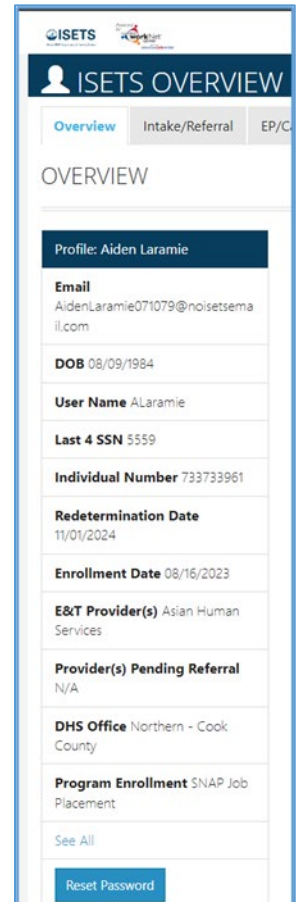 ISETS
workNet
ISETS OVERVIEW
Overview Intake/Referral EP/C
OVERVIEW
Profile: Aiden Laramie
Email
AidenLaramie071079@noisetsema
il.com
DOB 08/09/1984
User Name ALaramie
Last 4 SSN 5559
Individual Number 733733961
Redetermination Date
11/01/2024
Enrollment Date 08/16/2023
E&T Provider(s) Asian Human
Services
Provider(s) Pending Referral
N/A
DHS Office Northern - Cook
County
Program Enrollment SNAP Job
Placement
See All
Reset Password